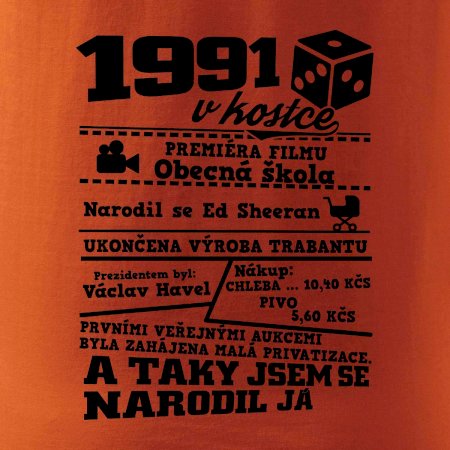 1991
v kostce
PREMIÉRA FILMU
Obecná škola
Narodil se Ed Sheeran
UKONČENA VÝROBA TRABANTU
Prezidentem byl:
Václav Havel
Nákup:
CHLEBA ... 10,40 KČS
PIVO
5,60 KČS
PRVNÍMI VEŘEJNÝMI AUKCEMI
BYLA ZAHÁJENA MALÁ PRIVATIZACE.
A TAKY JSEM SE
NARODIL JÁ